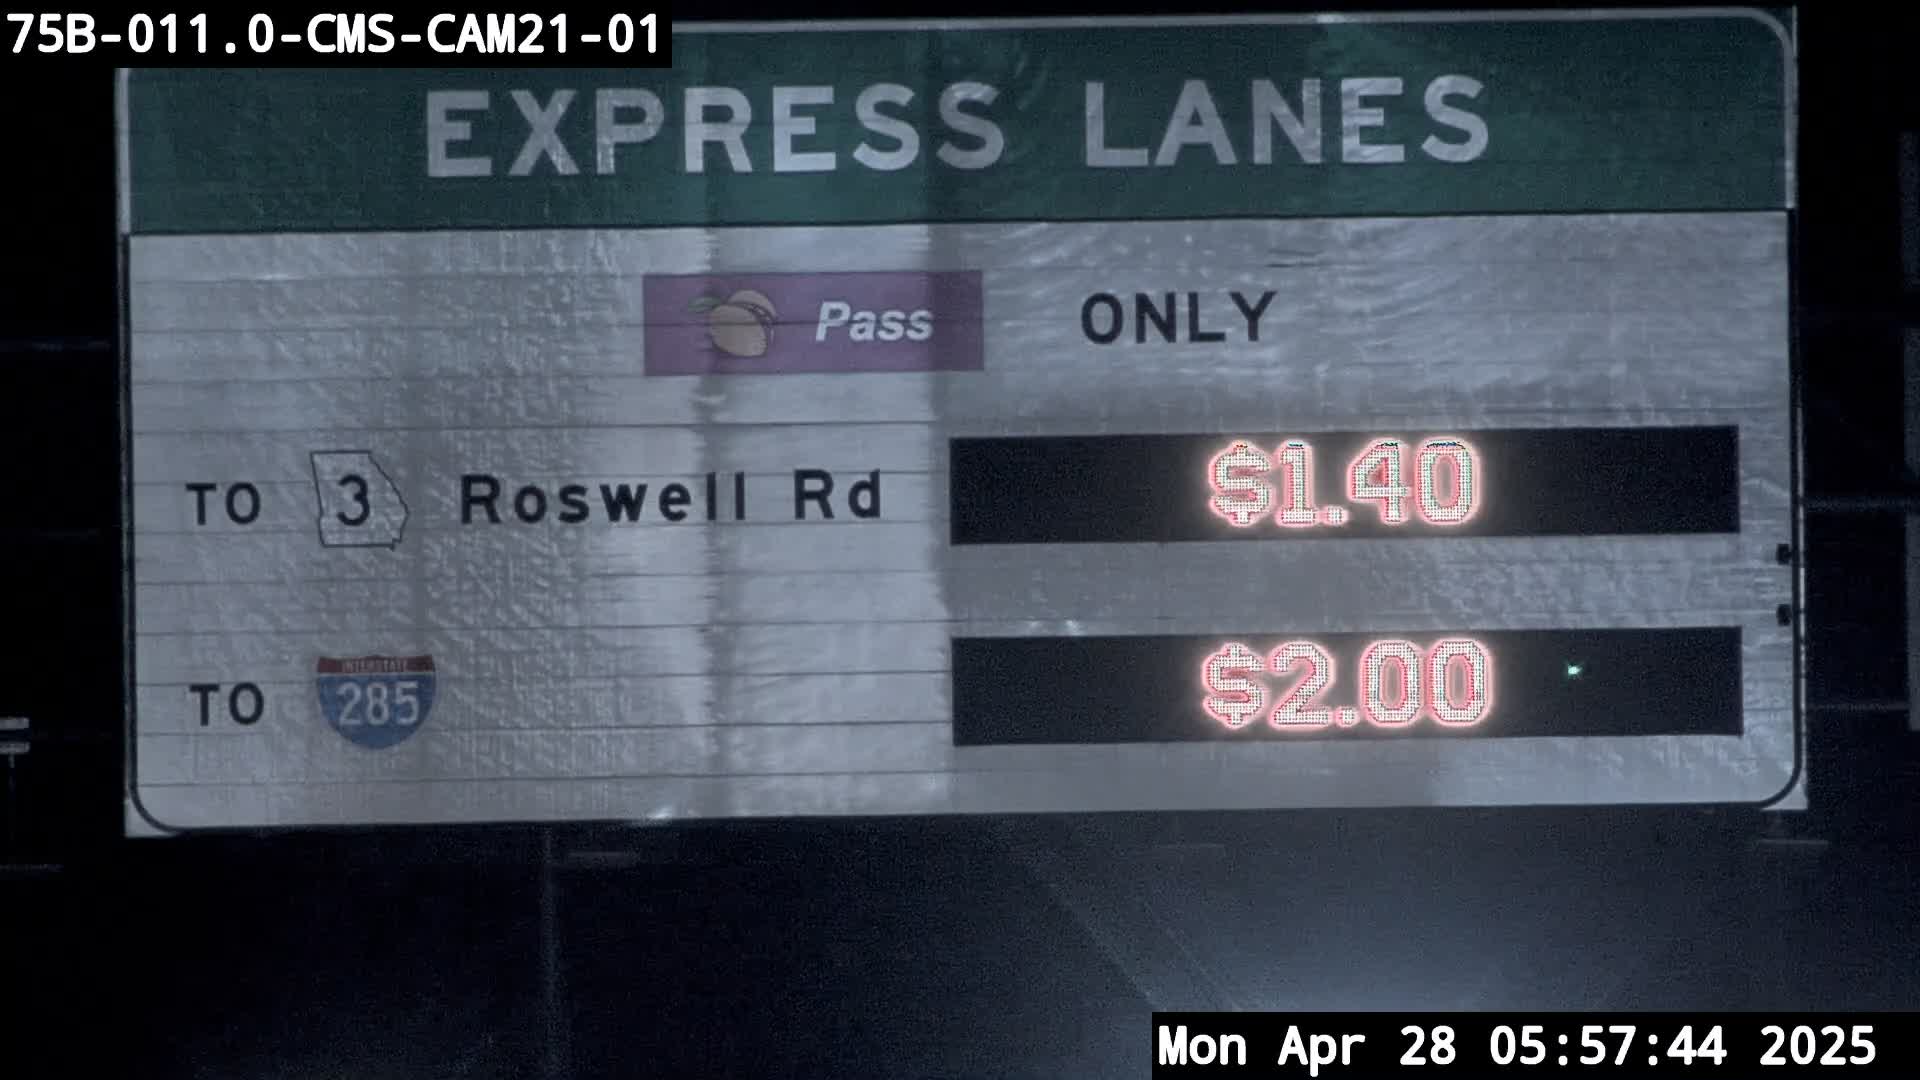 75B-011.0-CMS-CAM21-01
EXPRESS LANES
Pass ONLY
TO 3 Roswell Rd $1.40
INTERSTATE
TO 285 $2.00
Mon Apr 28 05:57:44 2025